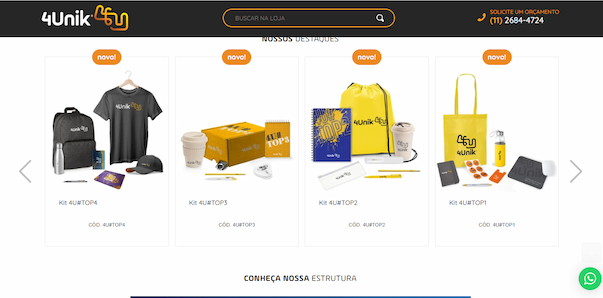 4Unik
BUSCAR NA LOJA
SOLICITE UM ORÇAMENTO
(11) 2684-4724
NOSSOS DESTAQUES
novo!
novo!
novo!
novo!
4Unik
4Unik
4U#
TOP3
4Unik
TOP
4Unik
Kit 4U#TOP4
Kit 4U#TOP3
Kit 4U#TOP2
Kit 4U#TOP1
CÓD. 4U#TOP4
CÓD. 4U#TOP3
CÓD. 4U#TOP2
CÓD. 4U#TOP1
CONHEÇA NOSSA ESTRUTURA